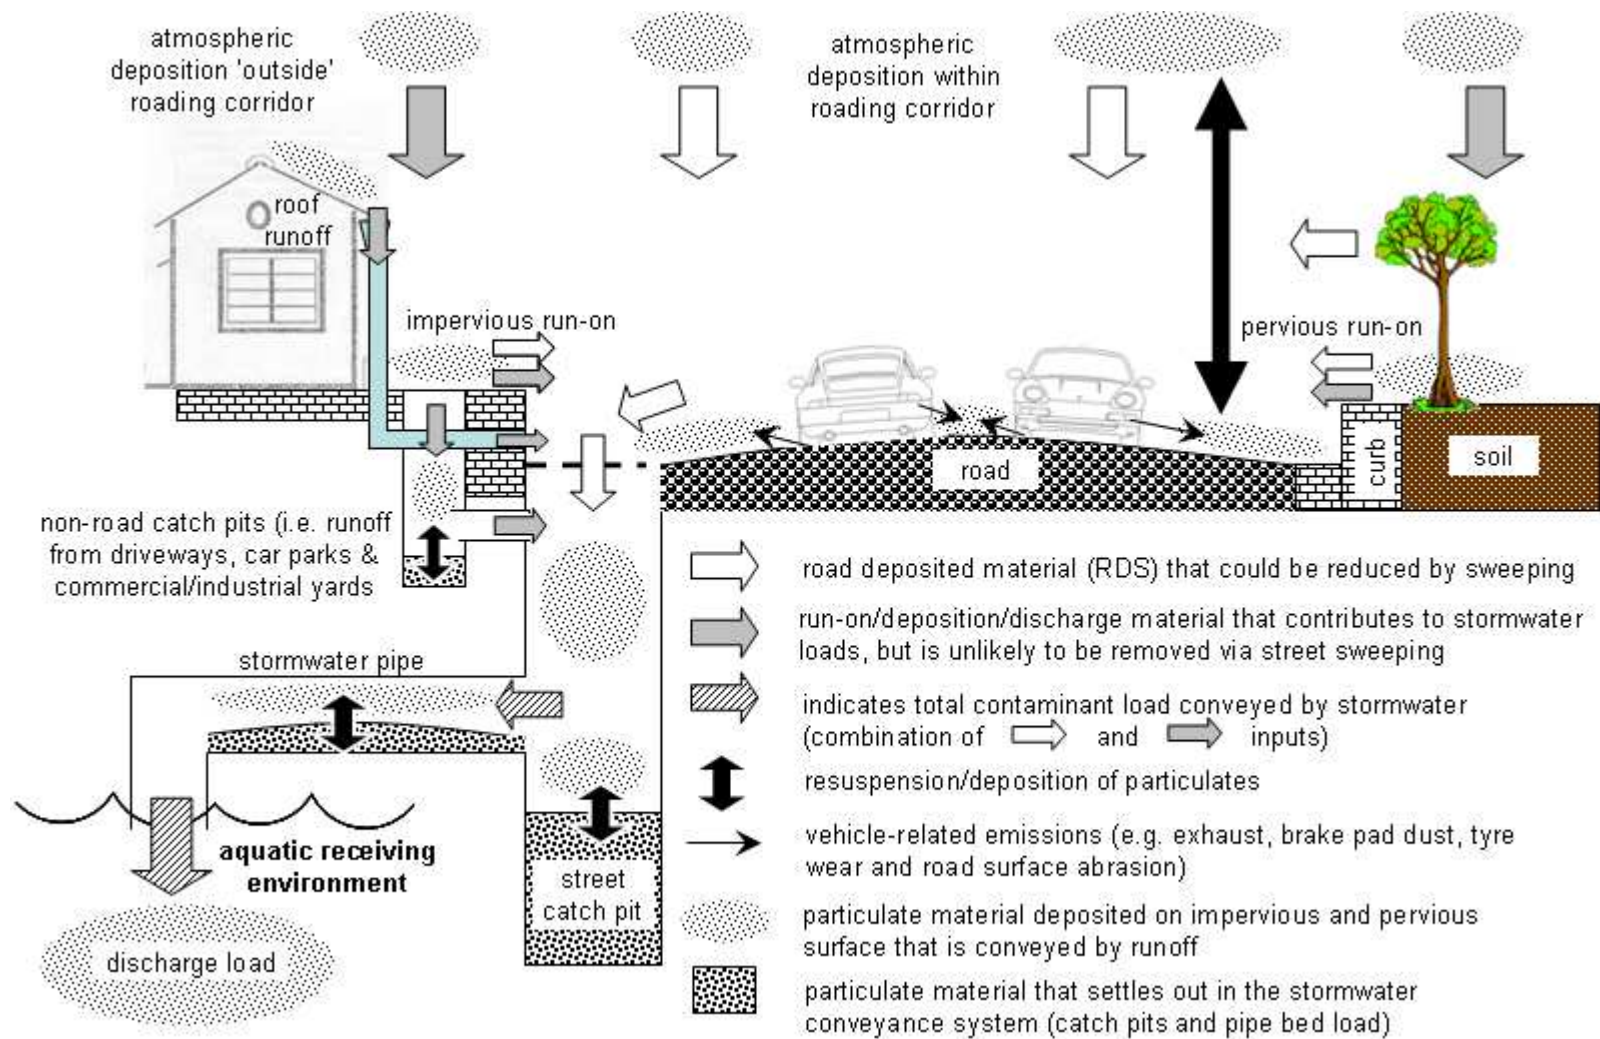 atmospheric
deposition 'outside'
roading corridor
atmospheric
deposition within
roading corridor
roof
runoff
impervious run-on
pervious run-on
road
curb
soil
non-road catch pits (i.e. runoff
from driveways, car parks &
commercial/industrial yards
stormwater pipe
aquatic receiving
environment
street
catch pit
discharge load
road deposited material (RDS) that could be reduced by sweeping
run-on/deposition/discharge material that contributes to stormwater
loads, but is unlikely to be removed via street sweeping
indicates total contaminant load conveyed by stormwater
(combination of and inputs)
resuspension/deposition of particulates
vehicle-related emissions (e.g. exhaust, brake pad dust, tyre
wear and road surface abrasion)
particulate material deposited on impervious and pervious
surface that is conveyed by runoff
particulate material that settles out in the stormwater
conveyance system (catch pits and pipe bed load)